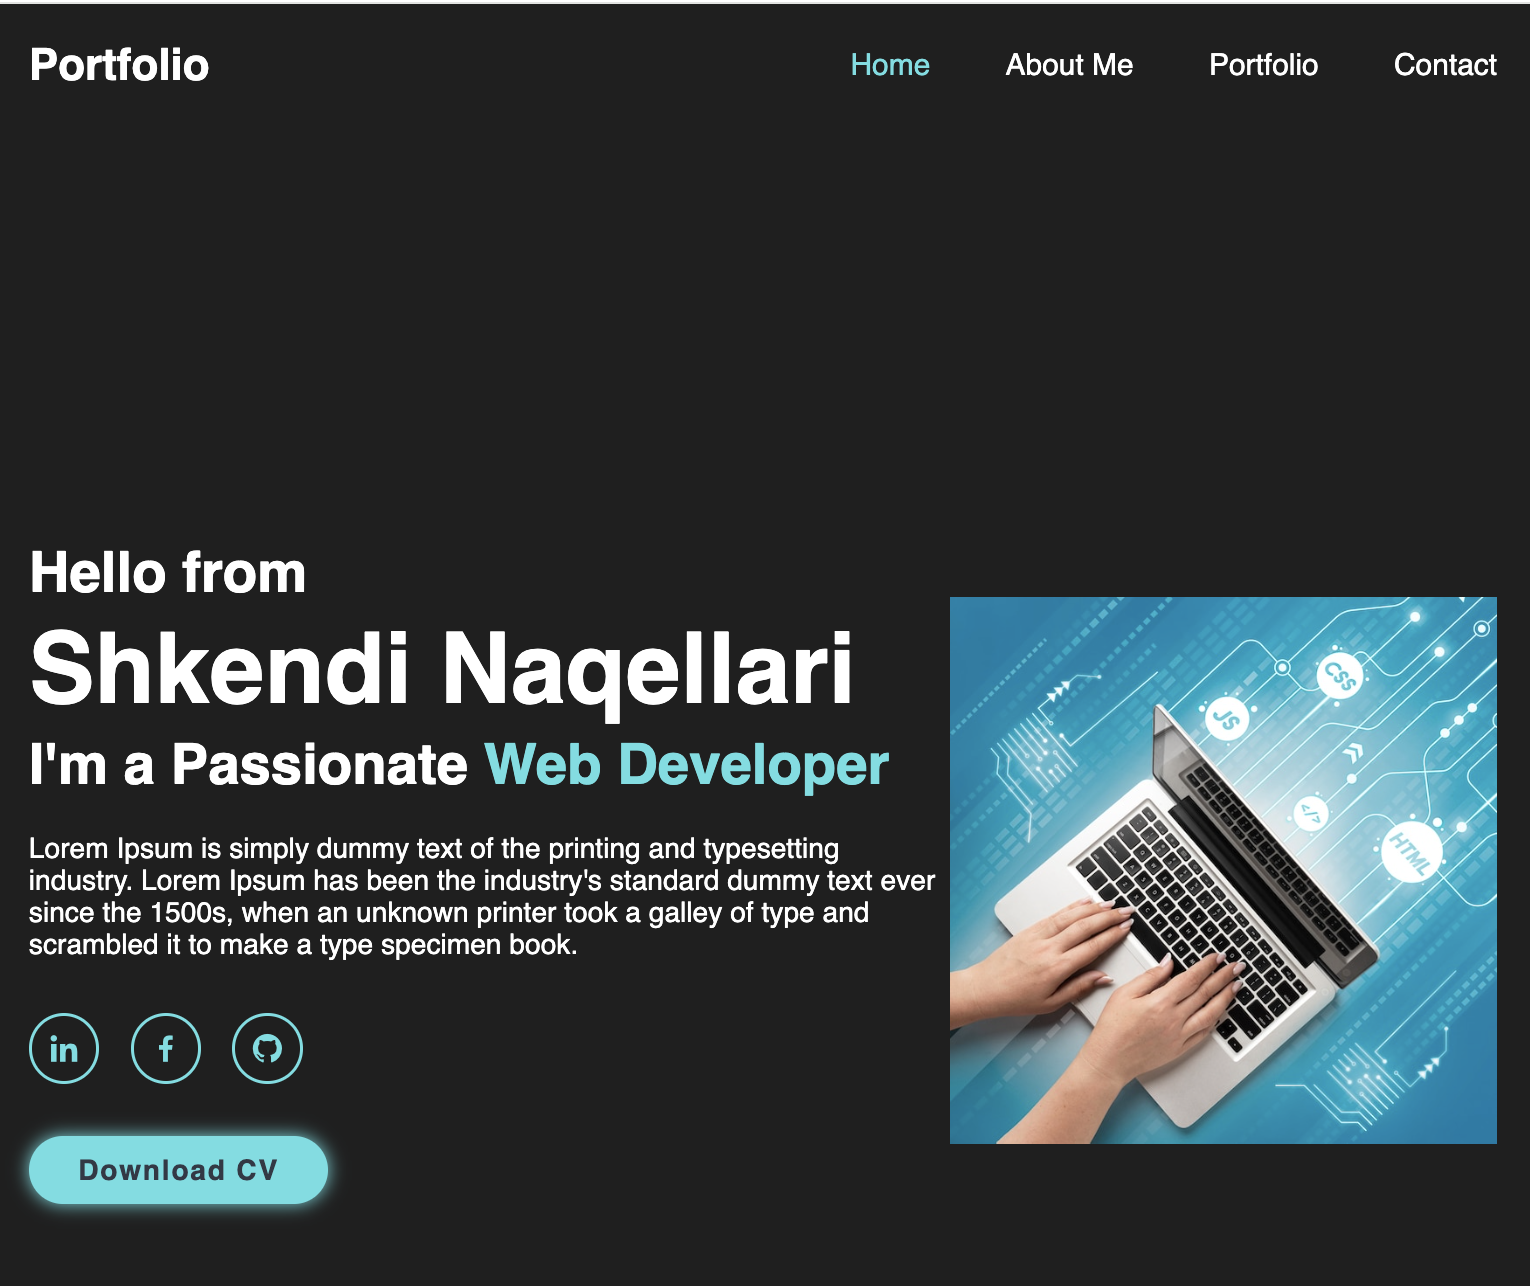 Portfolio
Home
About Me
Portfolio
Contact
Hello from
Shkendi Naqellari
I'm a Passionate Web Developer
Lorem Ipsum is simply dummy text of the printing and typesetting
industry. Lorem Ipsum has been the industry's standard dummy text ever
since the 1500s, when an unknown printer took a galley of type and
scrambled it to make a type specimen book.
in
f
Download CV
CSS
JS
</>
HTML